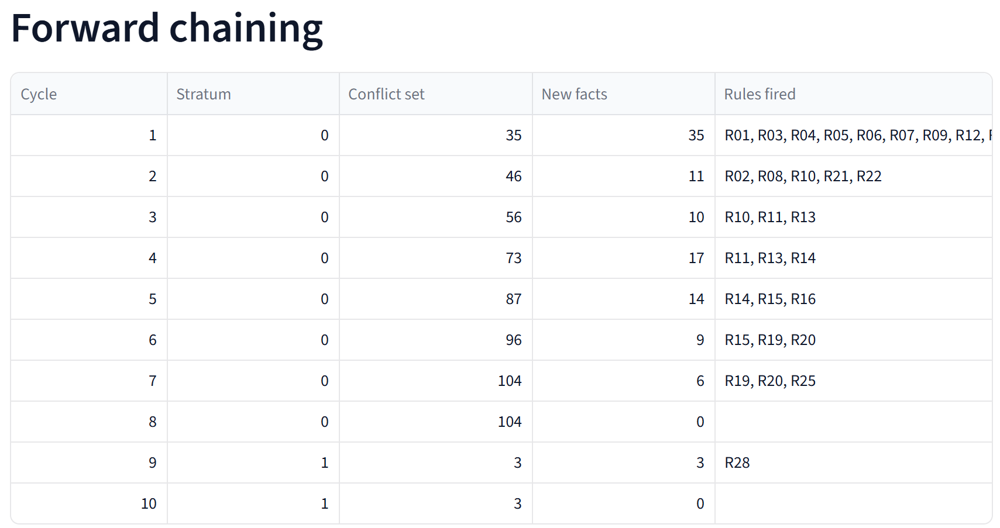 Forward chaining
Cycle Stratum Conflict set New facts Rules fired
1 0 35 35 R01, R03, R04, R05, R06, R07, R09, R12,
2 0 46 11 R02, R08, R10, R21, R22
3 0 56 10 R10, R11, R13
4 0 73 17 R11, R13, R14
5 0 87 14 R14, R15, R16
6 0 96 9 R15, R19, R20
7 0 104 6 R19, R20, R25
8 0 104 0
9 1 3 3 R28
10 1 3 0